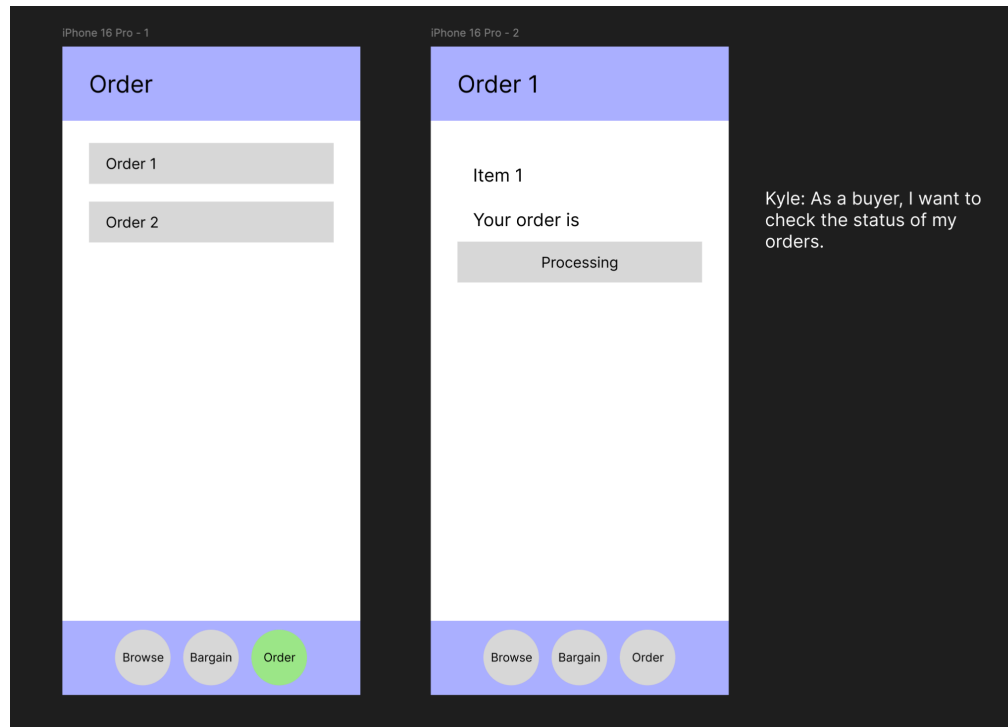 iPhone 16 Pro - 1
Order
Order 1
Order 2
Browse Bargain Order
iPhone 16 Pro - 2
Order 1
Item 1
Your order is
Processing
Browse Bargain Order
Kyle: As a buyer, I want to
check the status of my
orders.